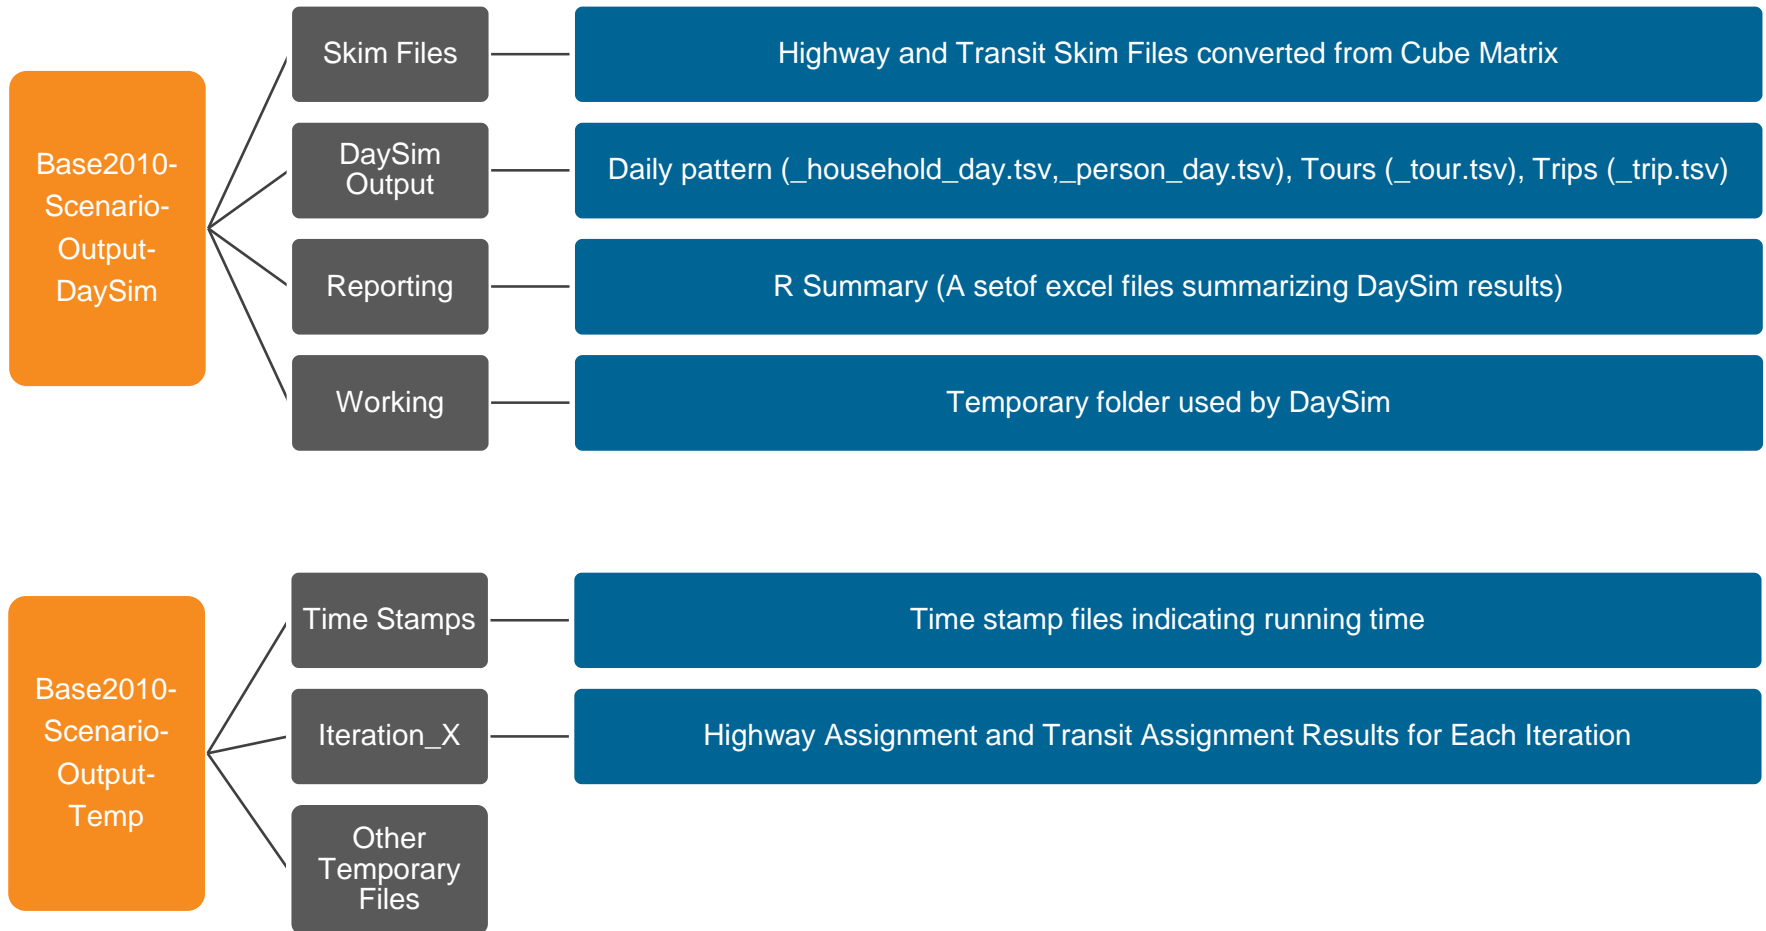 Base2010-
Scenario-
Output-
DaySim
Skim Files
Highway and Transit Skim Files converted from Cube Matrix
DaySim
Output
Daily pattern (_household_day.tsv,_person_day.tsv), Tours (_tour.tsv), Trips (_trip.tsv)
Reporting
R Summary (A setof excel files summarizing DaySim results)
Working
Temporary folder used by DaySim
Base2010-
Scenario-
Output-
Temp
Time Stamps
Time stamp files indicating running time
Iteration_X
Highway Assignment and Transit Assignment Results for Each Iteration
Other
Temporary
Files